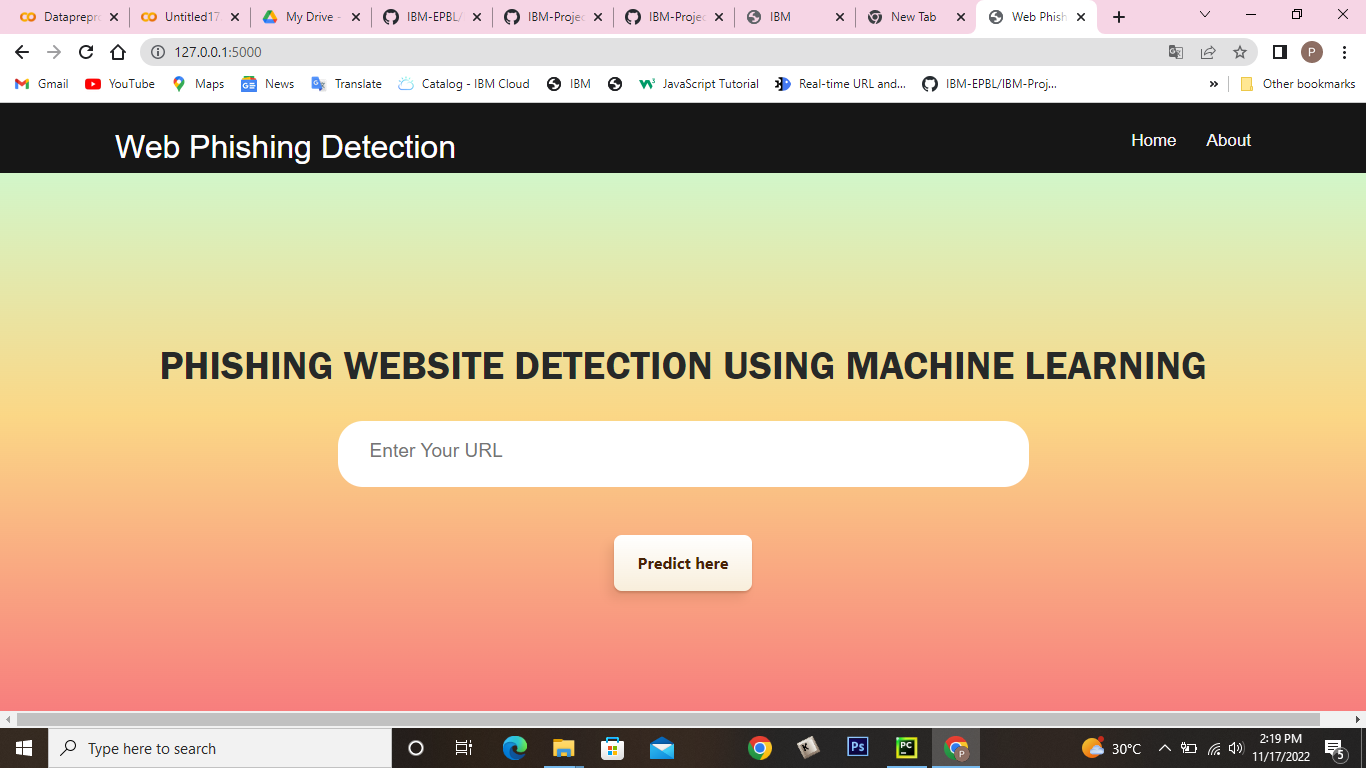 Dataprepro
Untitled17.
My Drive -
IBM-EPBL/
IBM-Projec
IBM-Projec
IBM
New Tab
Web Phish
127.0.0.1:5000
P
Gmail
YouTube
Maps
News
Translate
Catalog - IBM Cloud
IBM
JavaScript Tutorial
Real-time URL and...
IBM-EPBL/IBM-Proj...
»
Other bookmarks
Web Phishing Detection
Home
About
PHISHING WEBSITE DETECTION USING MACHINE LEARNING
Enter Your URL
Predict here
Type here to search
Ps
PC
P
30°C
2:19 PM
11/17/2022
5